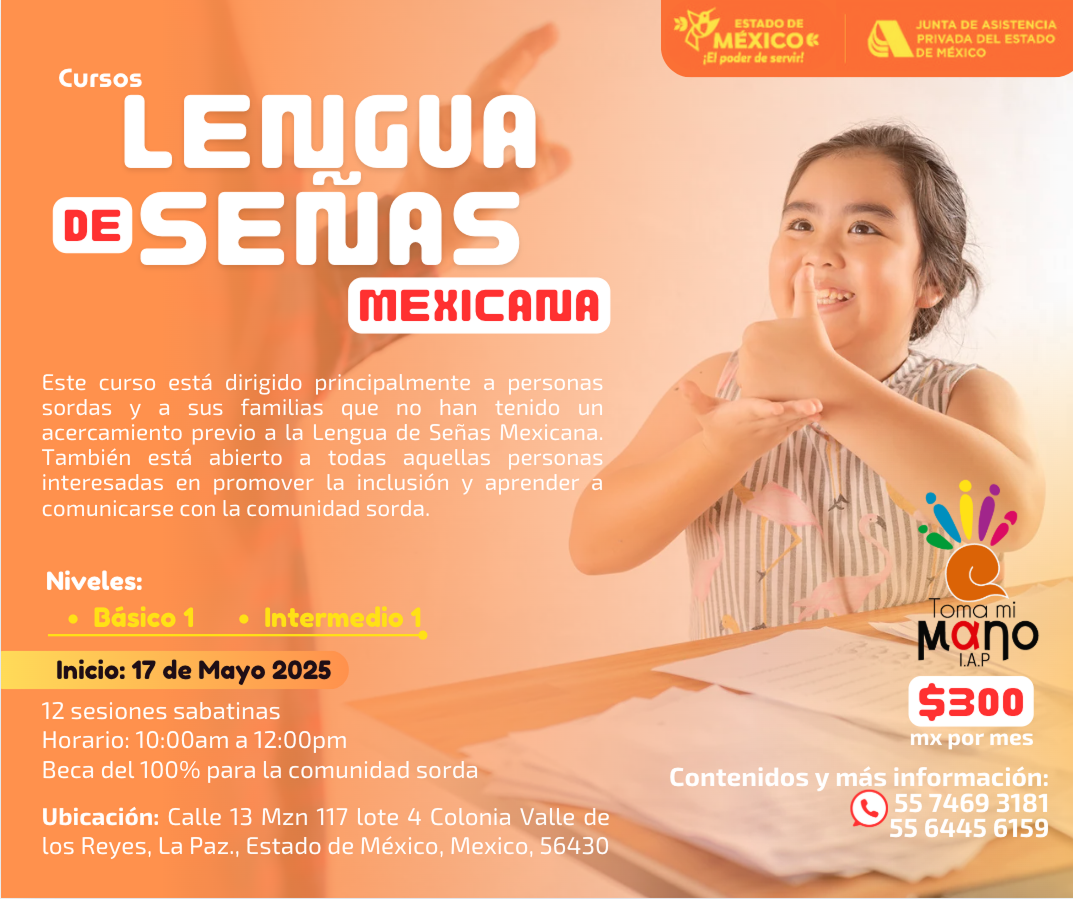 ESTADO DE
MÉXICO
¡El poder de servir!
JUNTA DE ASISTENCIA
PRIVADA DEL ESTADO
DE MÉXICO
Cursos
LENGUA
DE SEÑAS
MEXICANA
Este curso está dirigido principalmente a personas
sordas y a sus familias que no han tenido un
acercamiento previo a la Lengua de Señas Mexicana.
También está abierto a todas aquellas personas
interesadas en promover la inclusión y aprender a
comunicarse con la comunidad sorda.
Niveles:
• Básico 1 • Intermedio 1
Inicio: 17 de Mayo 2025
12 sesiones sabatinas
Horario: 10:00am a 12:00pm
Beca del 100% para la comunidad sorda
Ubicación: Calle 13 Mzn 117 lote 4 Colonia Valle de
los Reyes, La Paz., Estado de México, Mexico, 56430
Toma mi
Mano
I.A.P
$300
mx por mes
Contenidos y más información:
55 7469 3181
55 6445 6159